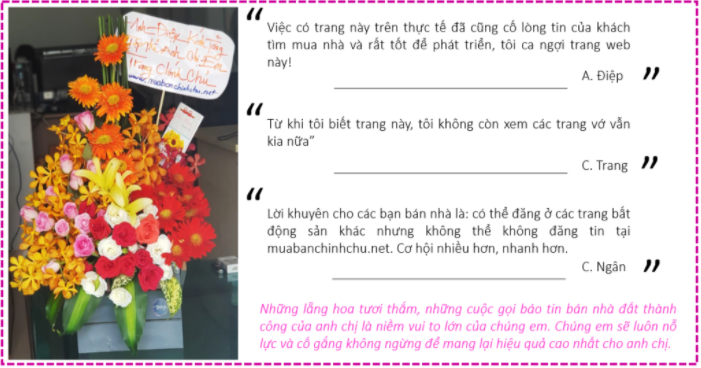 Anh Điệp Kính Tặng
Tập thể Anh Chị Em
Trang Chính Chủ
www.muabanchinhchu.net
“
Việc có trang này trên thực tế đã cũng cố lòng tin của khách
tìm mua nhà và rất tốt để phát triển, tôi ca ngợi trang web
này!
A. Điệp ”
“
Từ khi tôi biết trang này, tôi không còn xem các trang vớ vẫn
kia nữa”
C. Trang ”
“
Lời khuyên cho các bạn bán nhà là: có thể đăng ở các trang bất
động sản khác nhưng không thể không đăng tin tại
muabanchinhchu.net. Cơ hội nhiều hơn, nhanh hơn.
C. Ngân ”
Những lẵng hoa tươi thắm, những cuộc gọi báo tin bán nhà đất thành
công của anh chị là niềm vui to lớn của chúng em. Chúng em sẽ luôn nỗ
lực và cố gắng không ngừng để mang lại hiệu quả cao nhất cho anh chị.